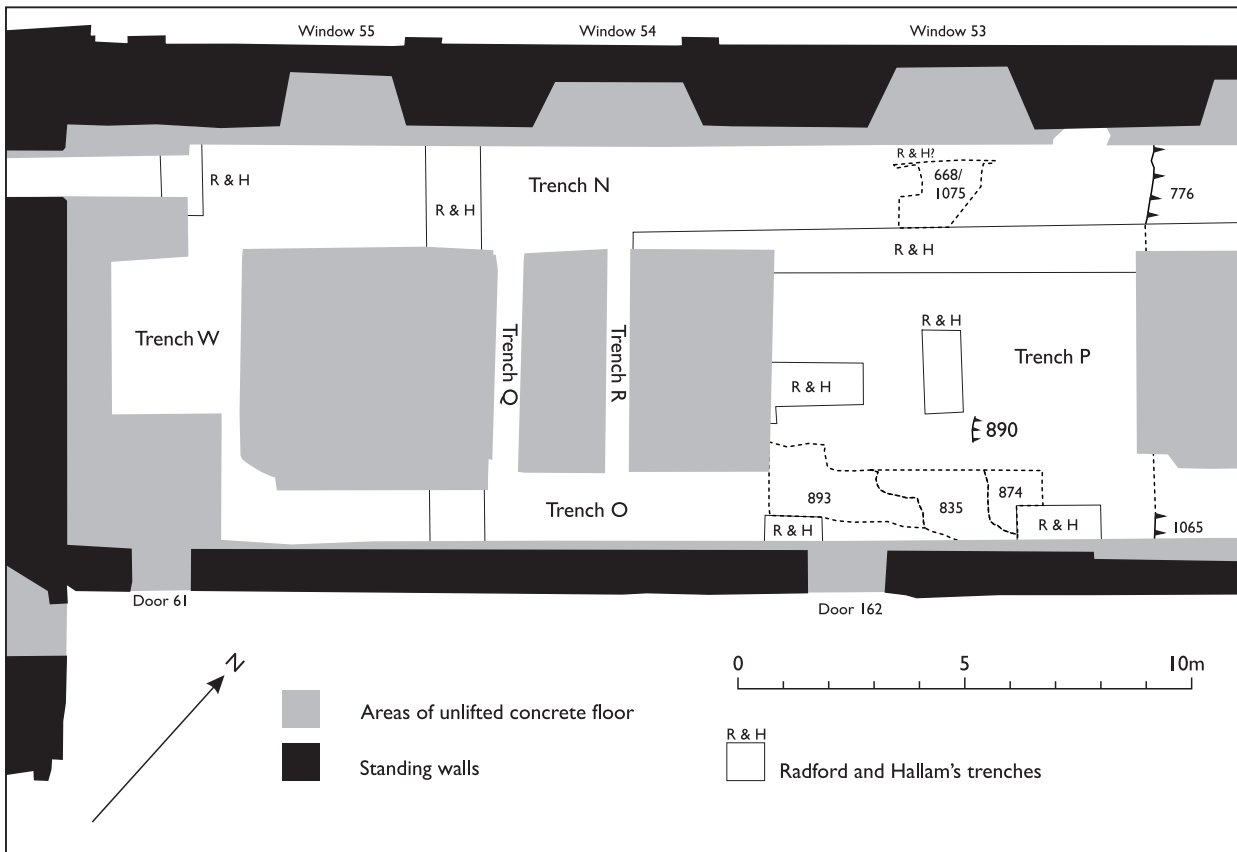 Window 55
Window 54
Window 53
R & H
R & H
Trench N
R & H?
668/
1075
776
R & H
Trench W
Trench Q
Trench R
R & H
Trench P
R & H
890
893
835
874
Trench O
R & H
R & H
1065
Door 61
Door 162
N
0
5
10m
Areas of unlifted concrete floor
Standing walls
R & H
Radford and Hallam's trenches